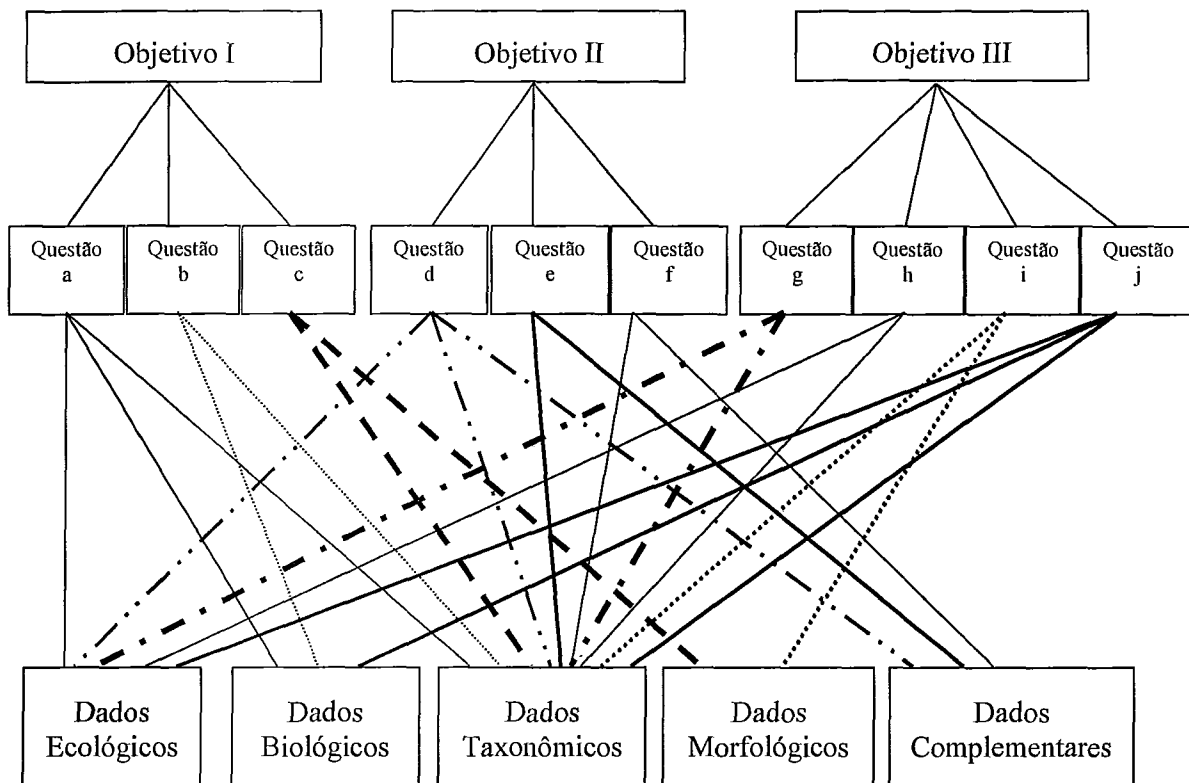 Objetivo I
Objetivo II
Objetivo III
Questão
a
Questão
b
Questão
c
Questão
d
Questão
e
Questão
f
Questão
g
Questão
h
Questão
i
Questão
j
Dados
Ecológicos
Dados
Biológicos
Dados
Taxonômicos
Dados
Morfológicos
Dados
Complementares